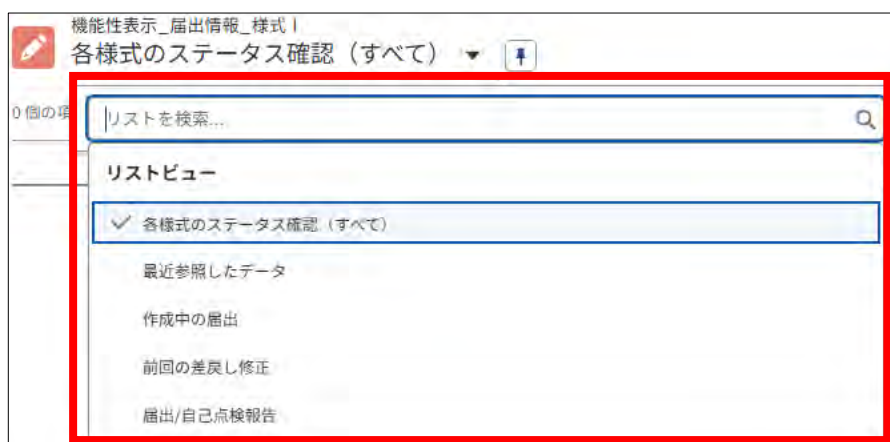 機能性表示_届出情報_様式Ⅰ
各様式のステータス確認（すべて）
0 個の項
リストを検索...
リストビュー
各様式のステータス確認（すべて）
最近参照したデータ
作成中の届出
前回の差戻し修正
届出/自己点検報告